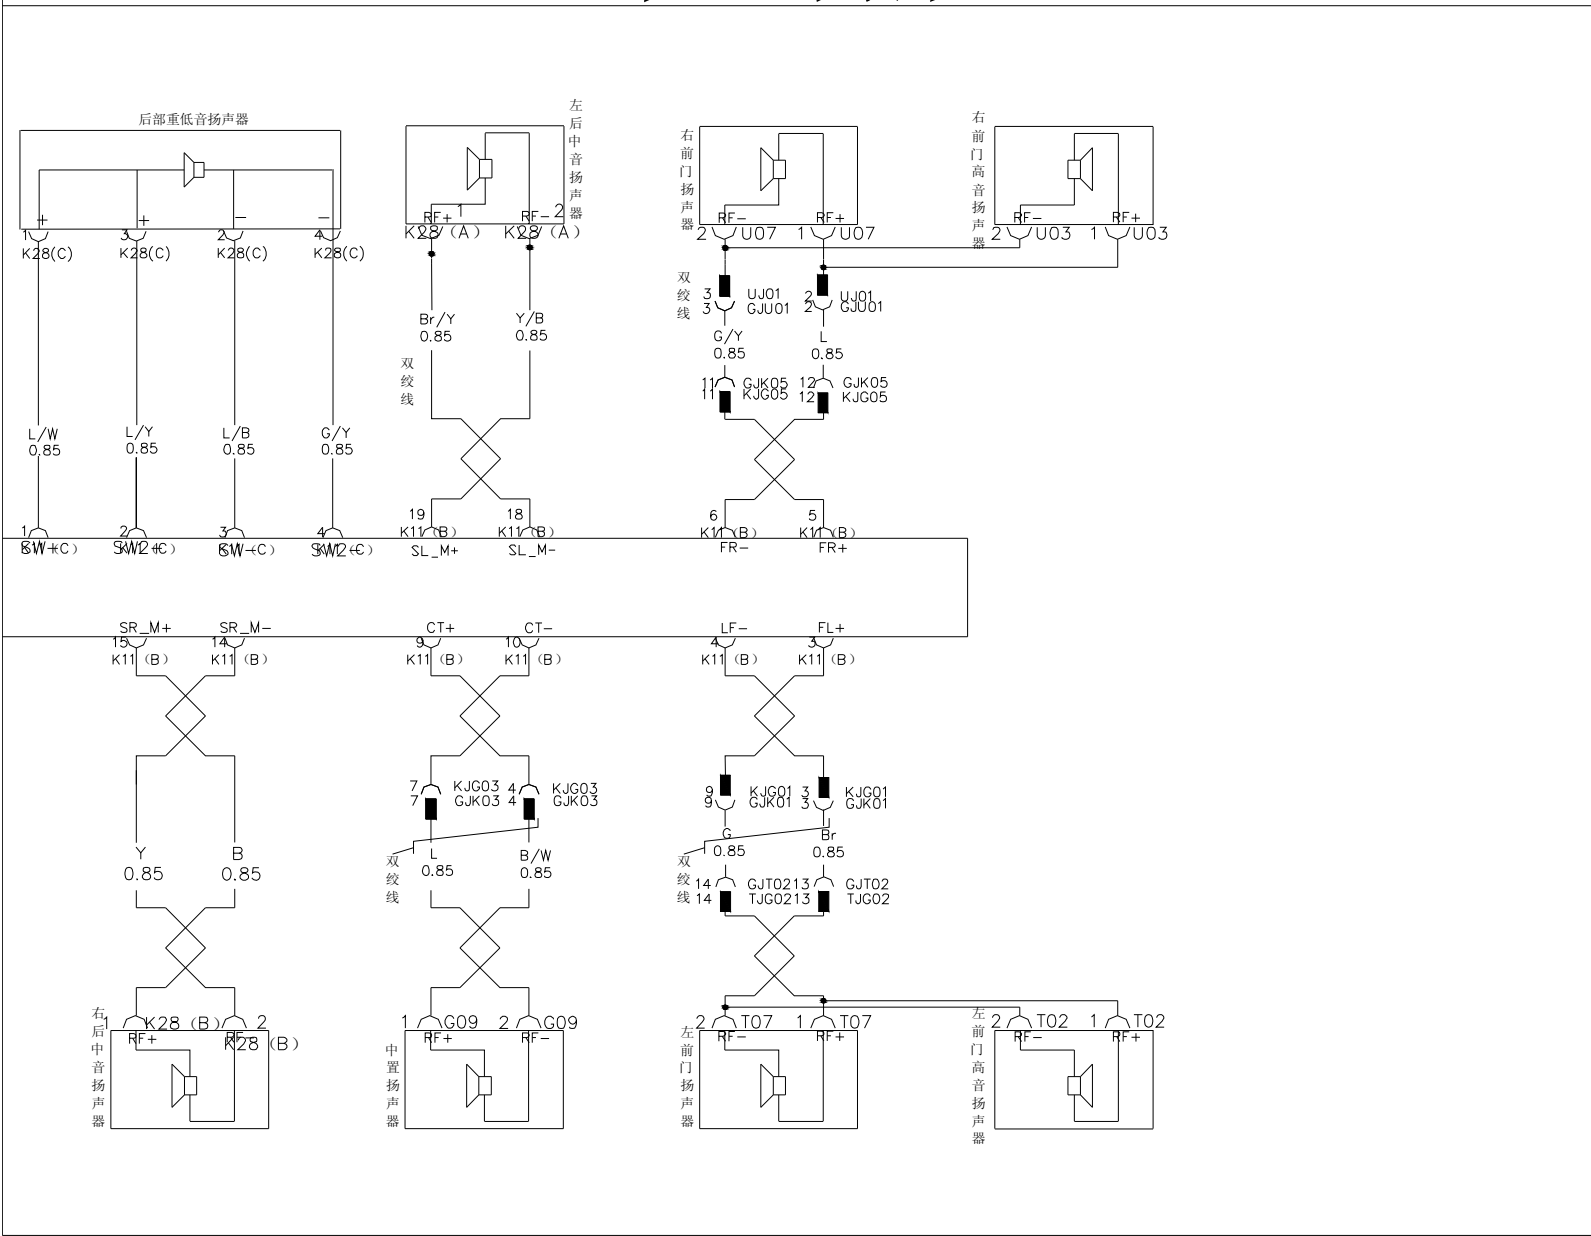 后部重低音扬声器
+ + − −
1 3 2 4
K28(C) K28(C) K28(C) K28(C)
L/W L/Y L/B G/Y
0.85 0.85 0.85 0.85
1 2 3 4
左后中音扬声器
RF+ 1 RF- 2
K28 (A) K28 (A)
Br/Y Y/B
0.85 0.85
双绞线
19 18
K11 (B) K11 (B)
SL_M+ SL_M-
右前门扬声器
RF- RF+
2 U07 1 U07
右前门高音扬声器
RF- RF+
2 U03 1 U03
双绞线
3 UJ01 2 UJ01
3 GJU01 2 GJU01
G/Y L
0.85 0.85
11 GJK05 12 GJK05
11 KJG05 12 KJG05
6 5
K11 (B) K11 (B)
FR- FR+
SR_M+ SR_M- CT+ CT- LF- FL+
15 14 9 10 4 3
K11 (B) K11 (B) K11 (B) K11 (B) K11 (B) K11 (B)
Y B
0.85 0.85
右后中音扬声器
1 K28 (B) 2
RF+ RF-
K28 (B)
7 KJG03 4 KJG03
7 GJK03 4 GJK03
双绞线
L B/W
0.85 0.85
1 G09 2 G09
RF+ RF-
中置扬声器
9 KJG01 3 KJG01
9 GJK01 3 GJK01
G Br
0.85 0.85
双绞线
14 GJT02 13 GJT02
14 TJG02 13 TJG02
2 T07 1 T07
RF- RF+
左前门扬声器
2 T02 1 T02
RF- RF+
左前门高音扬声器